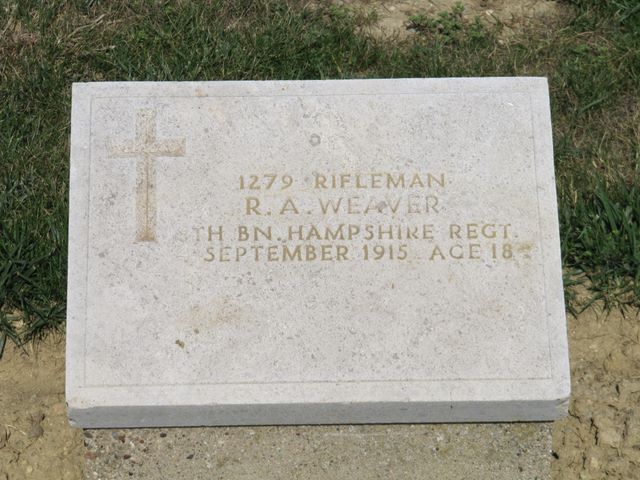 1279 RIFLEMAN
R. A. WEAVER
TH BN. HAMPSHIRE REGT.
SEPTEMBER 1915 AGE 18